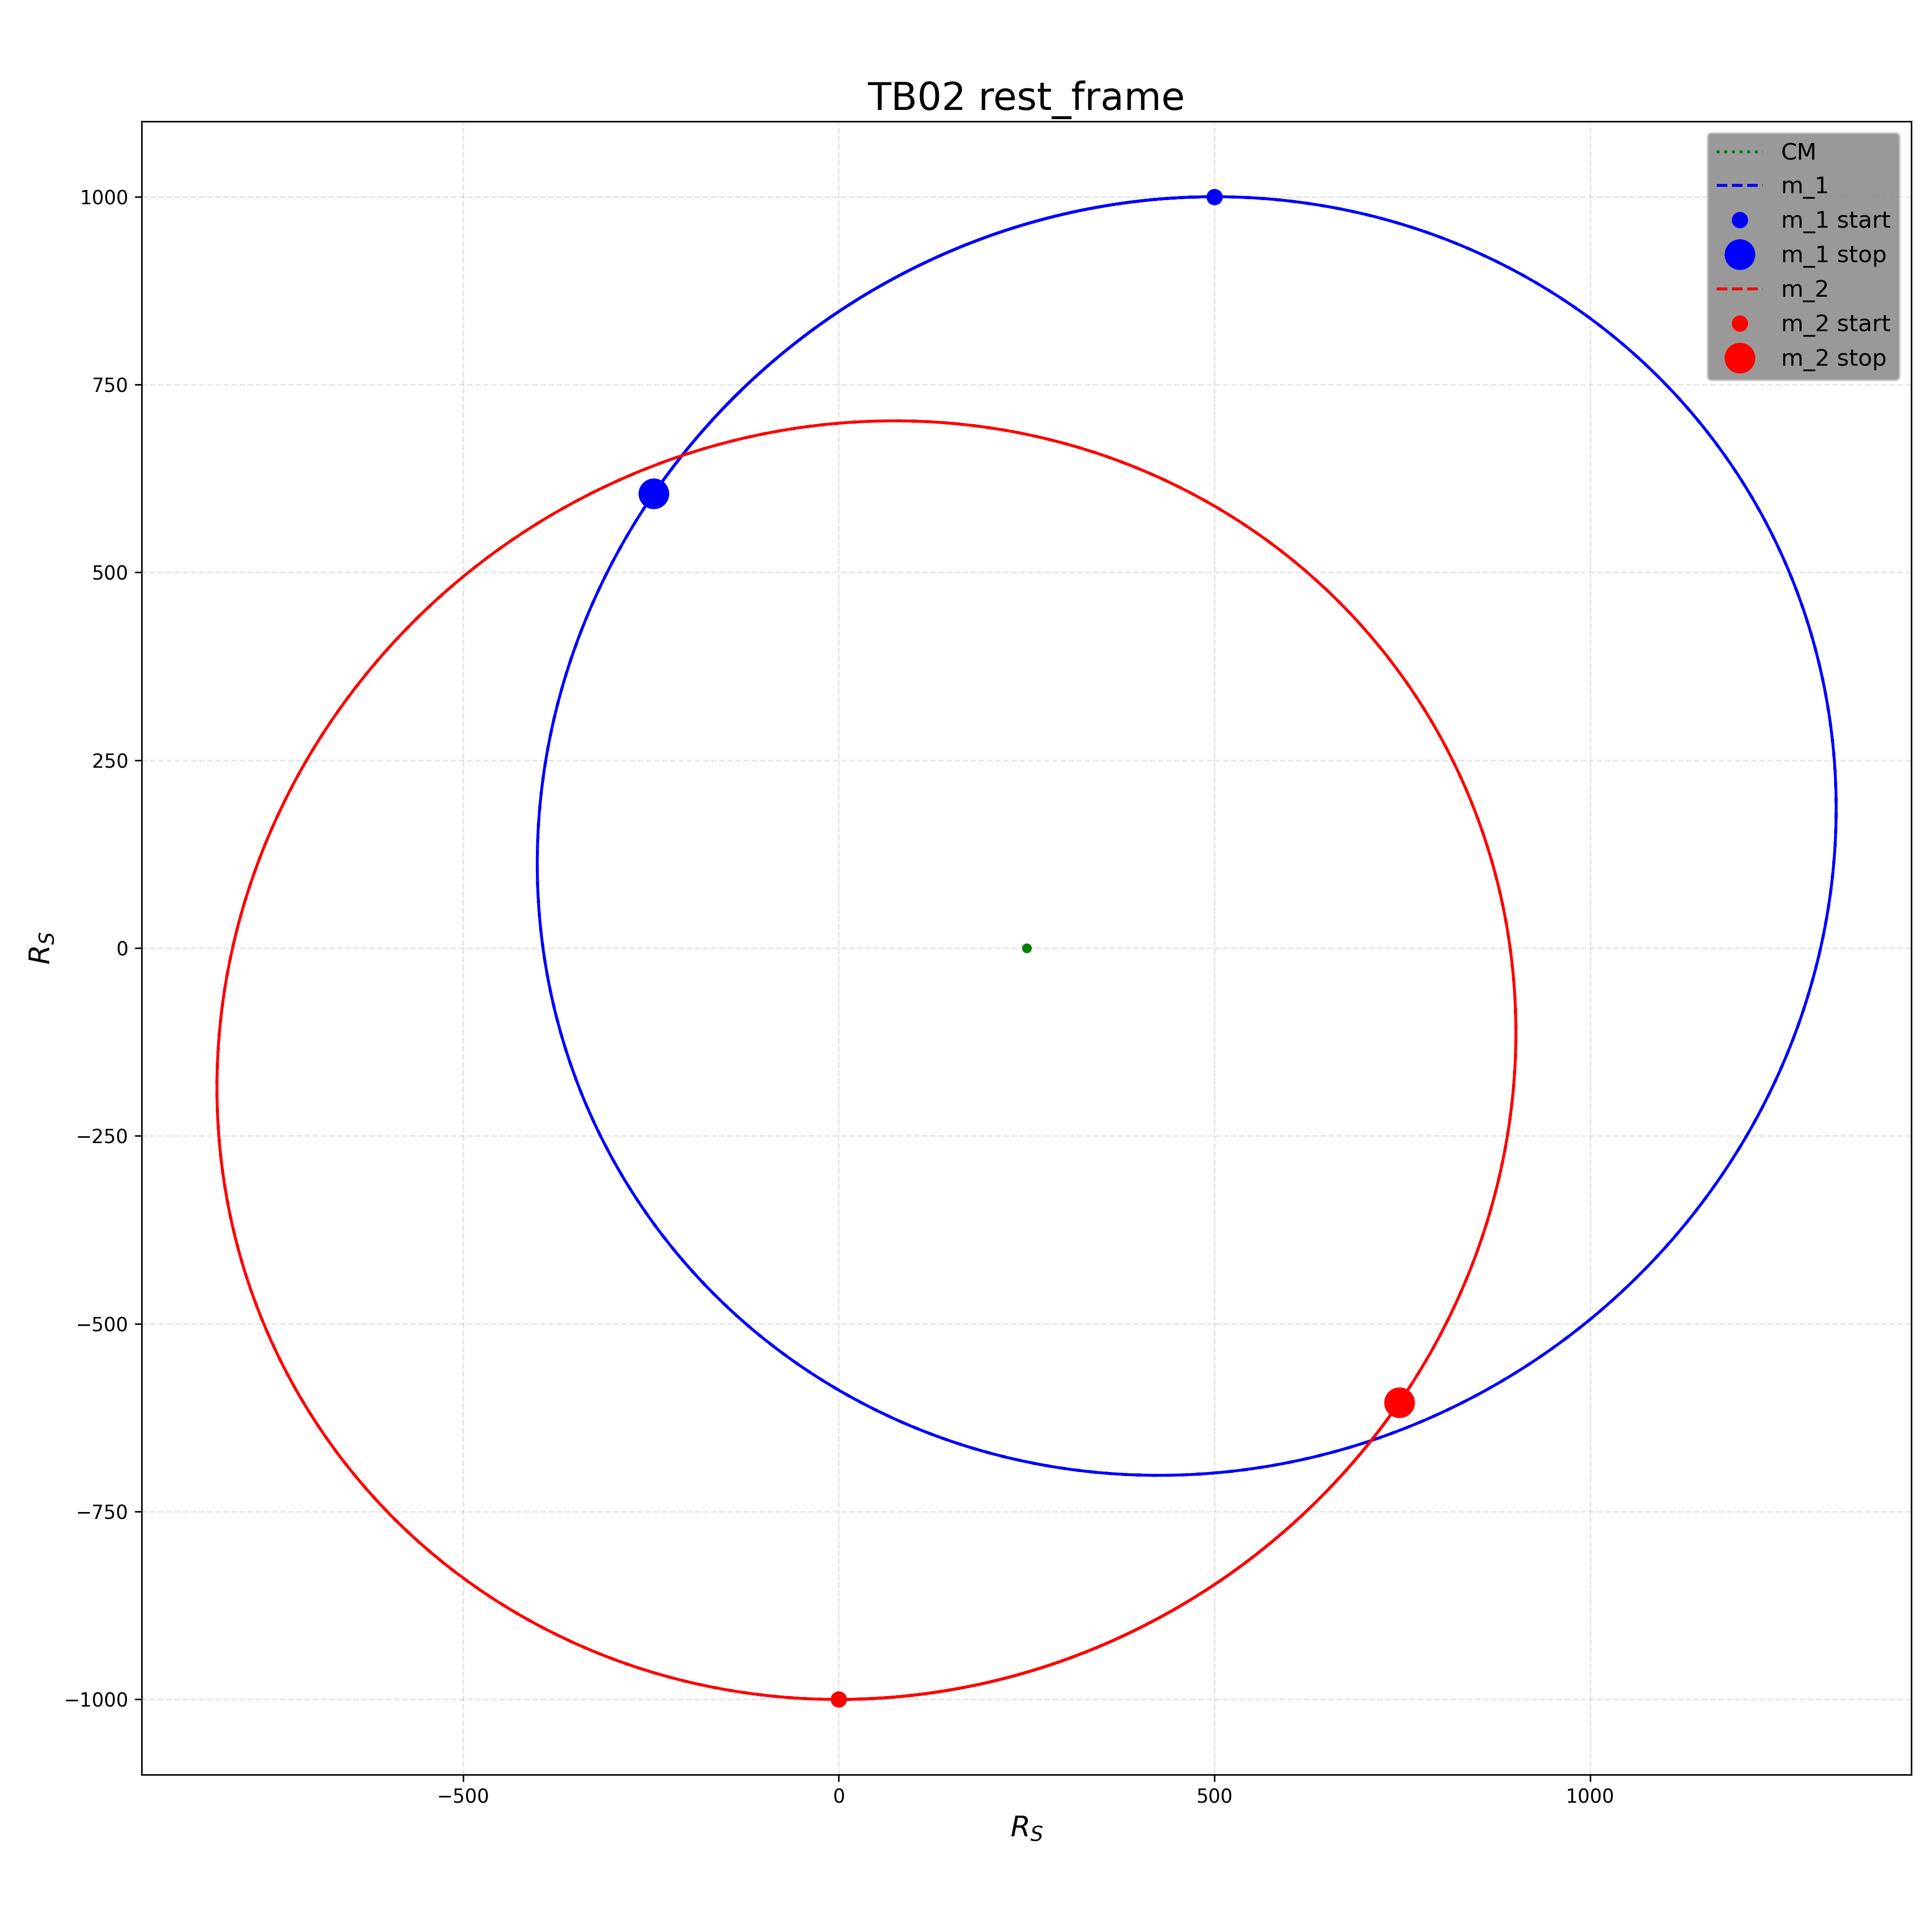 TB02 rest_frame
CM
m_1
m_1 start
m_1 stop
m_2
m_2 start
m_2 stop
1000
750
500
250
0
−250
−500
−750
−1000
R_S
−500
0
500
1000
R_S